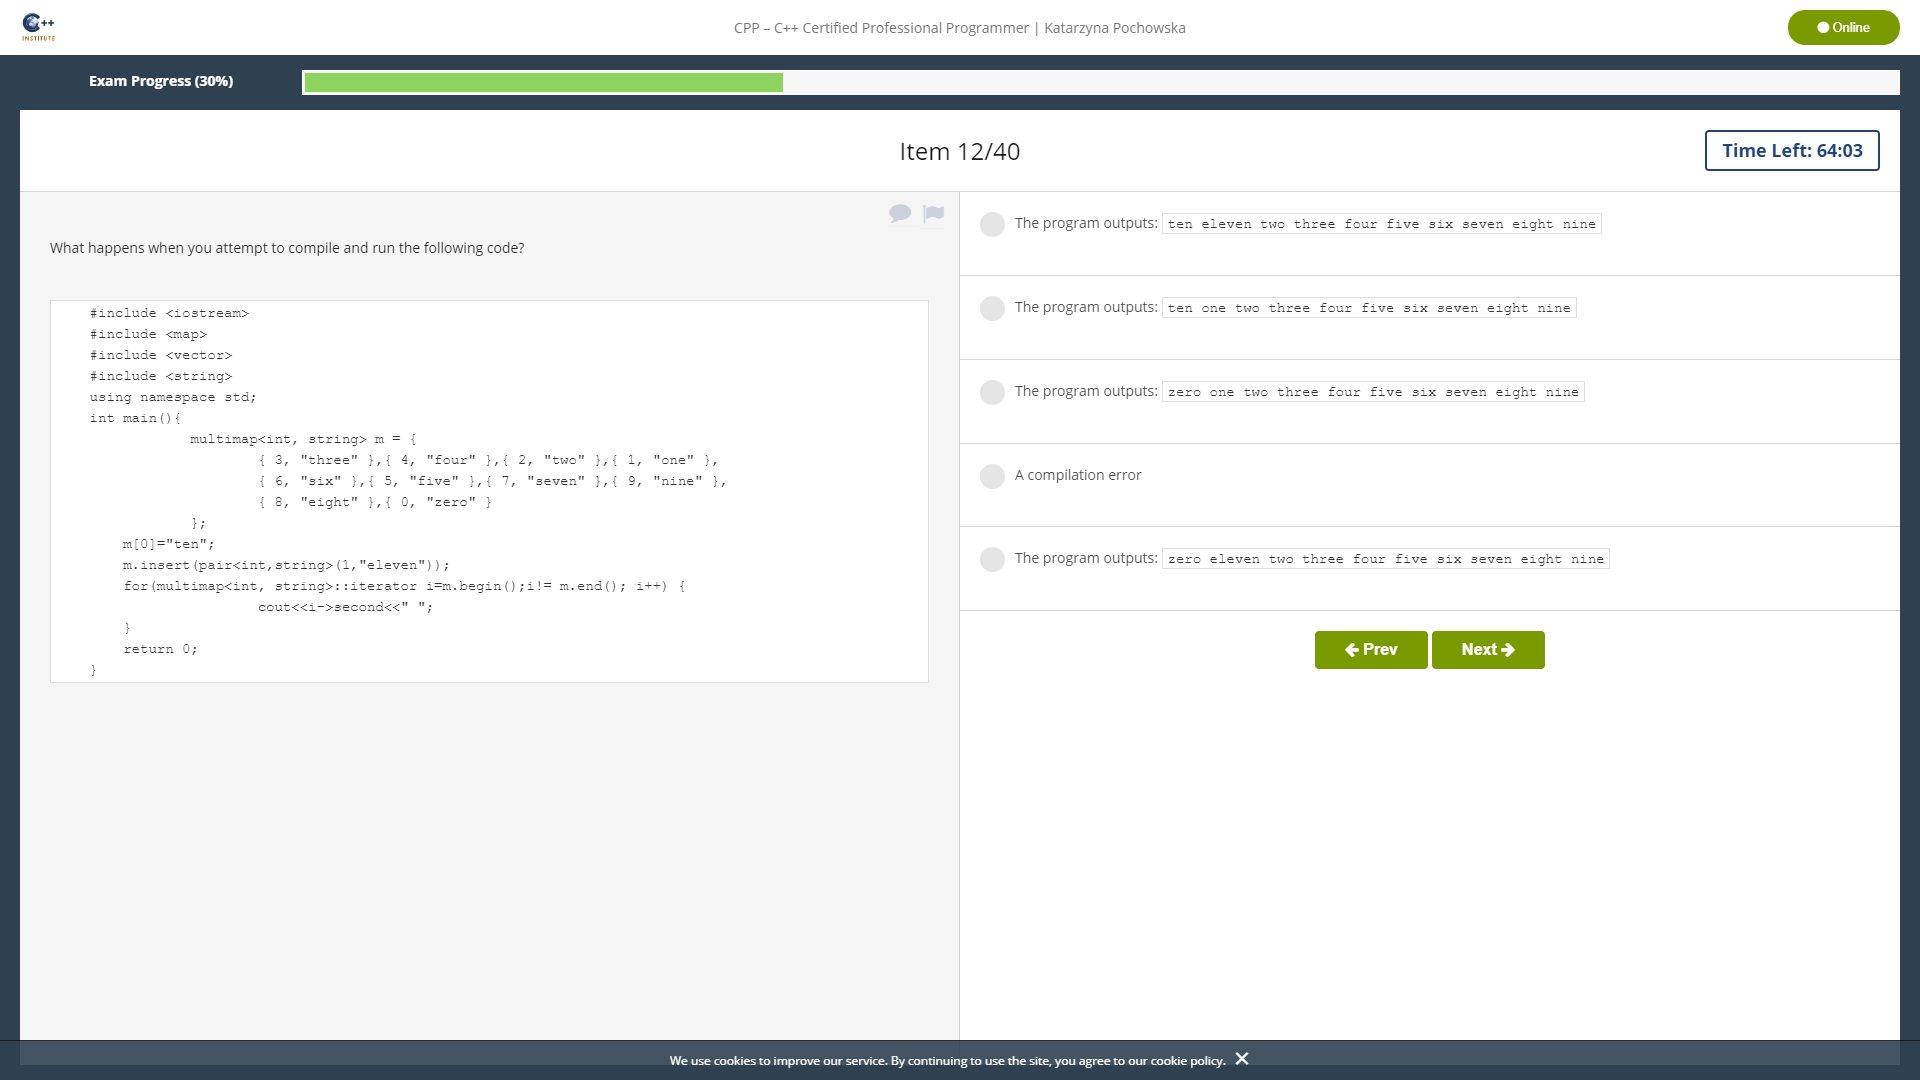 C++
INSTITUTE
CPP – C++ Certified Professional Programmer | Katarzyna Pochowska
Online
Exam Progress (30%)
Item 12/40
Time Left: 64:03
What happens when you attempt to compile and run the following code?
#include <iostream>
#include <map>
#include <vector>
#include <string>
using namespace std;
int main(){
multimap<int, string> m = {
{ 3, "three" },{ 4, "four" },{ 2, "two" },{ 1, "one" },
{ 6, "six" },{ 5, "five" },{ 7, "seven" },{ 9, "nine" },
{ 8, "eight" },{ 0, "zero" }
};
m[0]="ten";
m.insert(pair<int,string>(1,"eleven"));
for(multimap<int, string>::iterator i=m.begin();i!= m.end(); i++) {
cout<<i->second<<" ";
}
return 0;
}
The program outputs: ten eleven two three four five six seven eight nine
The program outputs: ten one two three four five six seven eight nine
The program outputs: zero one two three four five six seven eight nine
A compilation error
The program outputs: zero eleven two three four five six seven eight nine
Prev
Next
We use cookies to improve our service. By continuing to use the site, you agree to our cookie policy.